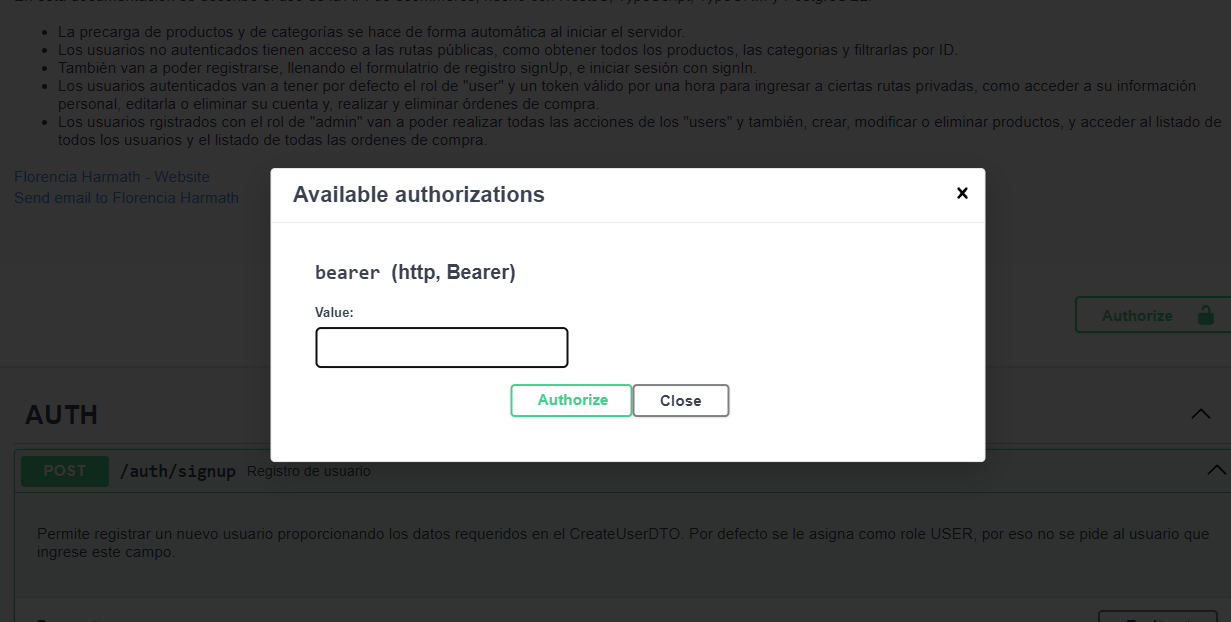 La precarga de productos y de categorías se hace de forma automática al iniciar el servidor.
Los usuarios no autenticados tienen acceso a las rutas públicas, como obtener todos los productos, las categorias y filtrarlas por ID.
También van a poder registrarse, llenando el formulatrio de registro signUp, e iniciar sesión con signIn.
Los usuarios autenticados van a tener por defecto el rol de "user" y un token válido por una hora para ingresar a ciertas rutas privadas, como acceder a su información
personal, editarla o eliminar su cuenta y, realizar y eliminar órdenes de compra.
Los usuarios rgistrados con el rol de "admin" van a poder realizar todas las acciones de los "users" y también, crear, modificar o eliminar productos, y acceder al listado de
todos los usuarios y el listado de todas las ordenes de compra.
Florencia Harmath - Website
Send email to Florencia Harmath
Available authorizations
bearer (http, Bearer)
Value:
Authorize
Authorize Close
AUTH
POST /auth/signup Registro de usuario
Permite registrar un nuevo usuario proporcionando los datos requeridos en el CreateUserDTO. Por defecto se le asigna como role USER, por eso no se pide al usuario que
ingrese este campo.